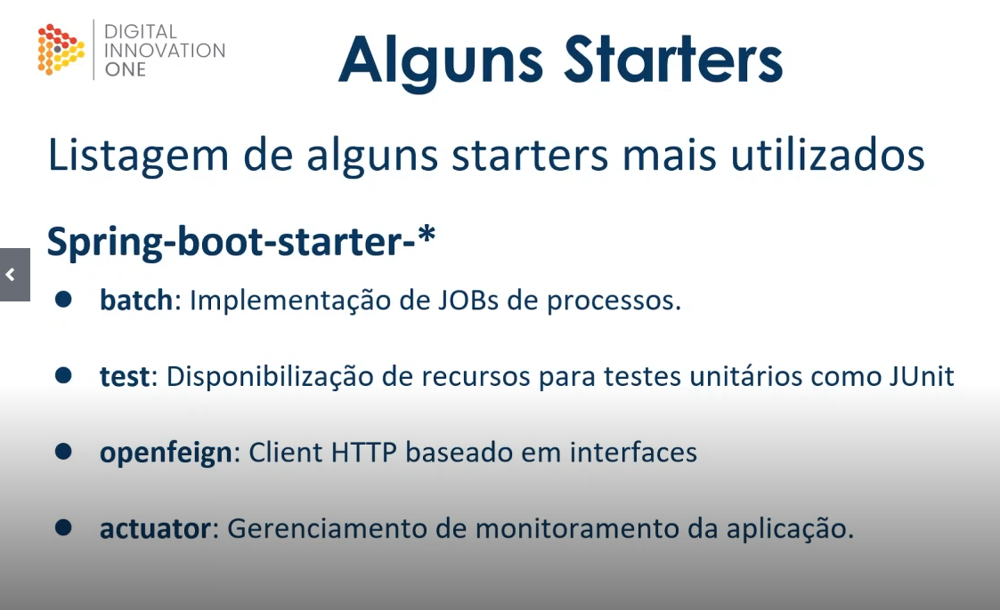 DIGITAL
INNOVATION
ONE
Alguns Starters
Listagem de alguns starters mais utilizados
Spring-boot-starter-*
● batch: Implementação de JOBs de processos.
● test: Disponibilização de recursos para testes unitários como JUnit
● openfeign: Client HTTP baseado em interfaces
● actuator: Gerenciamento de monitoramento da aplicação.